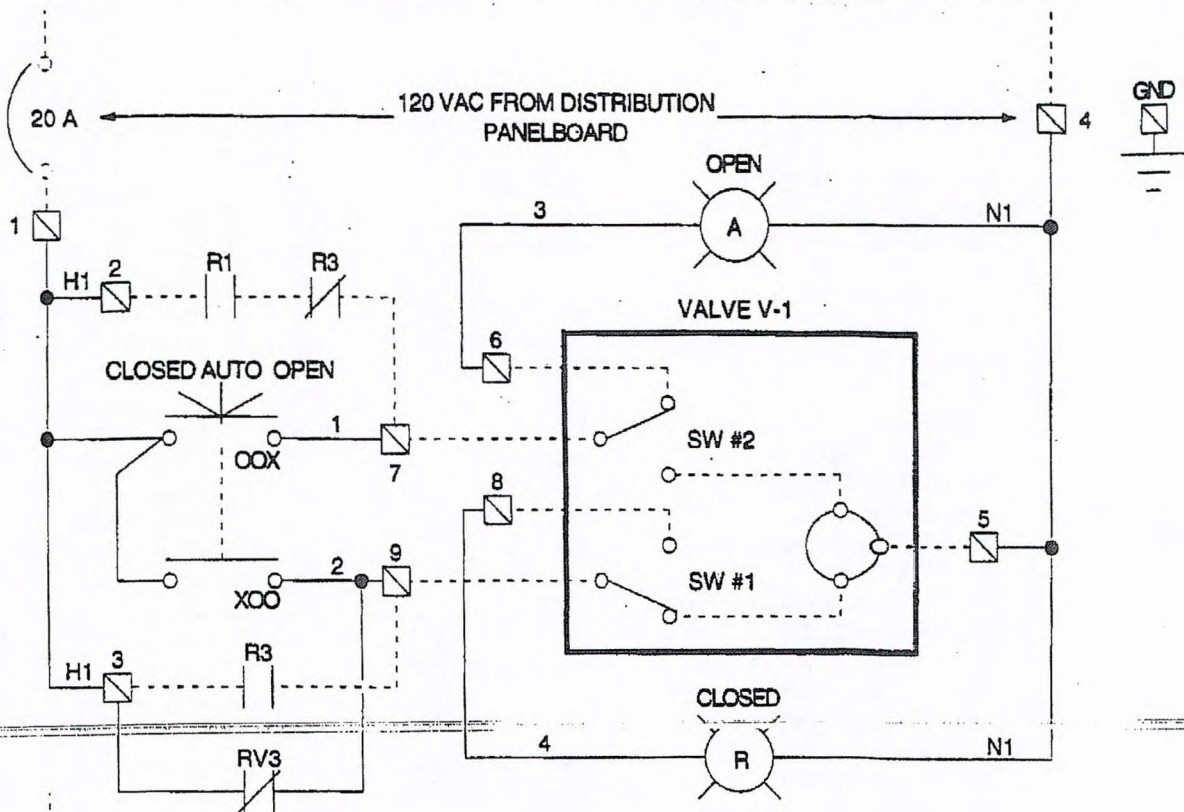 20 A
120 VAC FROM DISTRIBUTION
PANELBOARD
4
GND
OPEN
1
3
A
N1
H1
2
R1
R3
VALVE V-1
6
CLOSED AUTO OPEN
1
OOX
7
SW #2
8
5
2
9
XOO
SW #1
H1
3
R3
CLOSED
4
R
N1
RV3